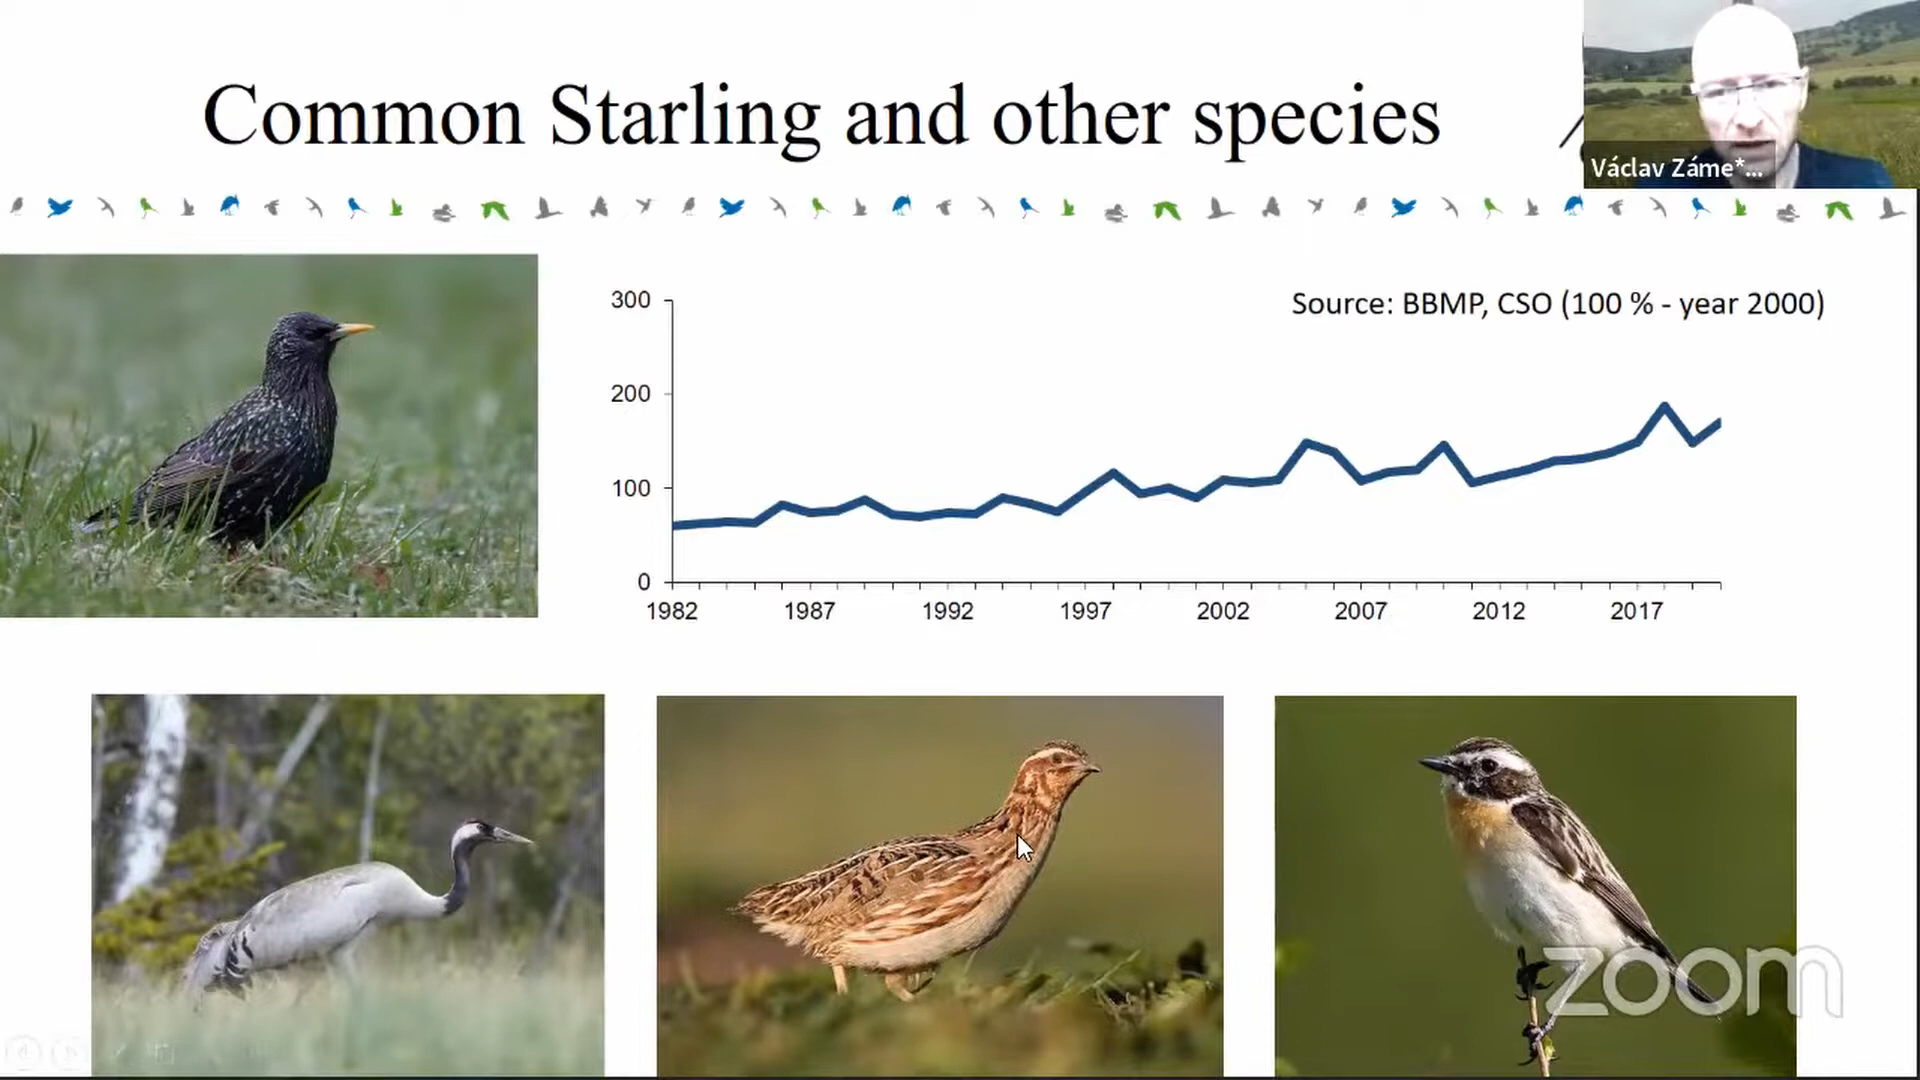 Common Starling and other species
Václav Záme*...
Source: BBMP, CSO (100 % - year 2000)
300
200
100
0
1982 1987 1992 1997 2002 2007 2012 2017
zoom